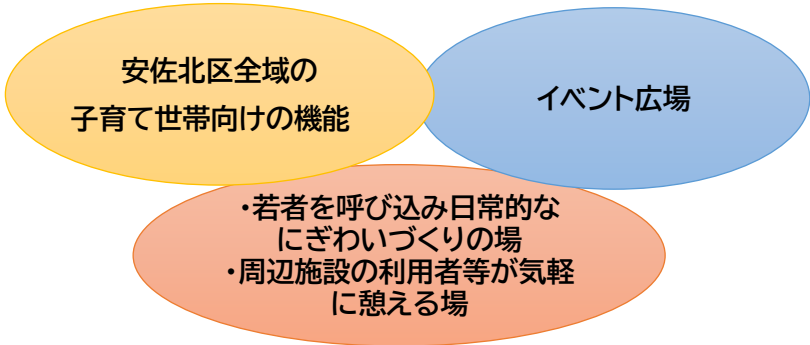 安佐北区全域の
子育て世帯向けの機能
イベント広場
・若者を呼び込み日常的な
にぎわいづくりの場
・周辺施設の利用者等が気軽
に憩える場